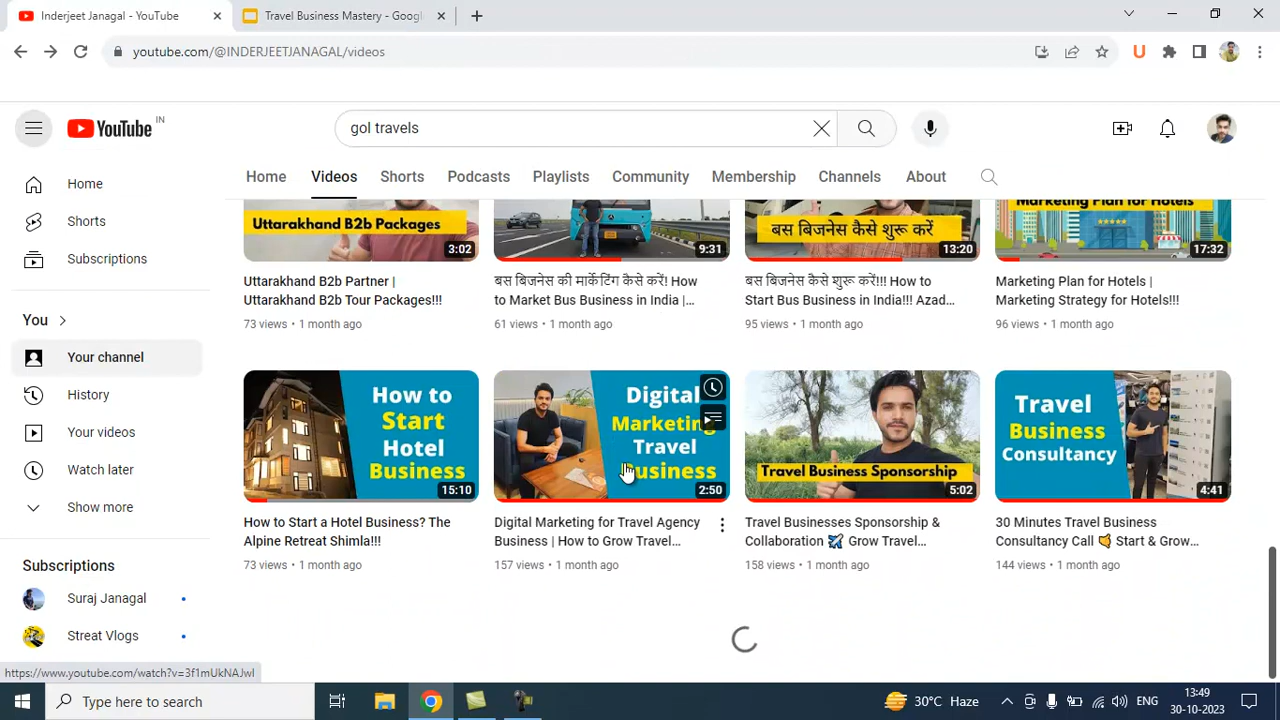 Inderjeet Janagal - YouTube
Travel Business Mastery - Googl
youtube.com/@INDERJEETJANAGAL/videos
YouTube IN
gol travels
Home Videos Shorts Podcasts Playlists Community Membership Channels About
Home
Shorts
Subscriptions
You
Your channel
History
Your videos
Watch later
Show more
Subscriptions
Suraj Janagal
Streat Vlogs
Uttarakhand B2b Packages
3:02
9:31
बस बिजनेस कैसे शुरू करें
13:20
Marketing Plan for Hotels
17:32
Uttarakhand B2b Partner |
Uttarakhand B2b Tour Packages!!!
73 views • 1 month ago
बस बिजनेस की मार्केटिंग कैसे करें! How
to Market Bus Business in India |...
61 views • 1 month ago
बस बिजनेस कैसे शुरू करें!!! How to
Start Bus Business in India!!! Azad...
95 views • 1 month ago
Marketing Plan for Hotels |
Marketing Strategy for Hotels!!!
96 views • 1 month ago
How to
Start
Hotel
Business
15:10
Digital
Marketing
Travel
Business
2:50
Travel Business Sponsorship
5:02
Travel
Business
Consultancy
4:41
How to Start a Hotel Business? The
Alpine Retreat Shimla!!!
73 views • 1 month ago
Digital Marketing for Travel Agency
Business | How to Grow Travel...
157 views • 1 month ago
Travel Businesses Sponsorship &
Collaboration ✈️ Grow Travel...
158 views • 1 month ago
30 Minutes Travel Business
Consultancy Call 🤙 Start & Grow...
144 views • 1 month ago
https://www.youtube.com/watch?v=3f1mUkNAJwI
Type here to search
30°C Haze
ENG
13:49
30-10-2023